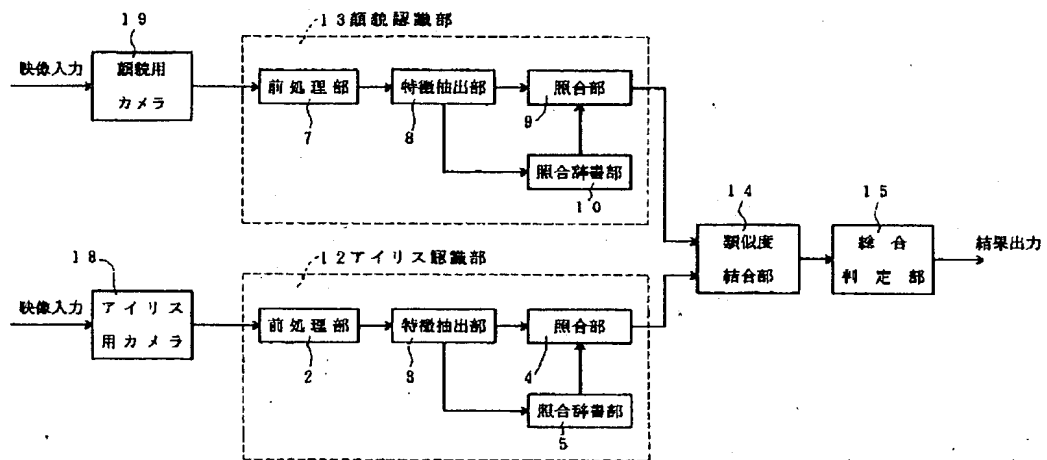 19
13顔貌認識部
映像入力
顔貌用
カメラ
前処理部
特徴抽出部
照合部
7
8
9
照合辞書部
10
14
15
類似度
結合部
総合
判定部
結果出力
12アイリス認識部
18
映像入力
アイリス
用カメラ
前処理部
特徴抽出部
照合部
2
3
4
照合辞書部
5